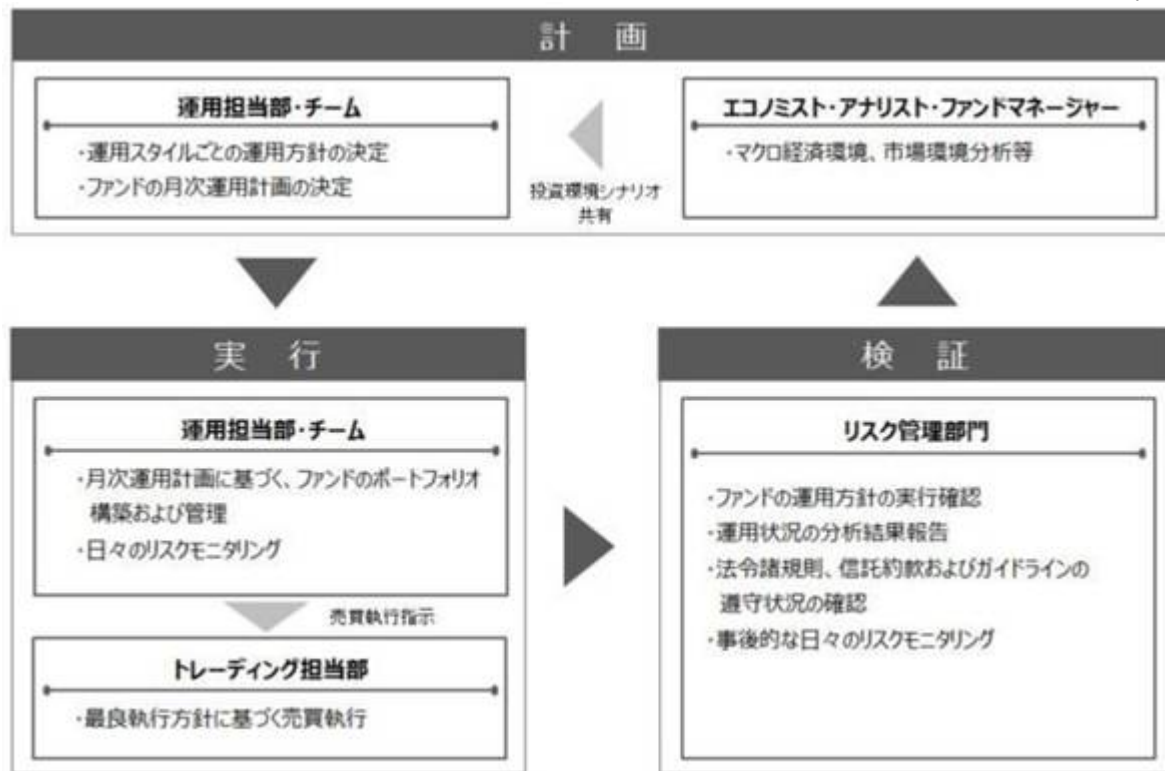 計 画
運用担当部・チーム
・運用スタイルごとの運用方針の決定
・ファンドの月次運用計画の決定
投資環境シナリオ
共有
エコノミスト・アナリスト・ファンドマネージャー
・マクロ経済環境、市場環境分析等
実 行
運用担当部・チーム
・月次運用計画に基づく、ファンドのポートフォリオ
構築および管理
・日々のリスクモニタリング
売買執行指示
トレーディング担当部
・最良執行方針に基づく売買執行
検 証
リスク管理部門
・ファンドの運用方針の実行確認
・運用状況の分析結果報告
・法令諸規則、信託約款およびガイドラインの
遵守状況の確認
・事後的な日々のリスクモニタリング